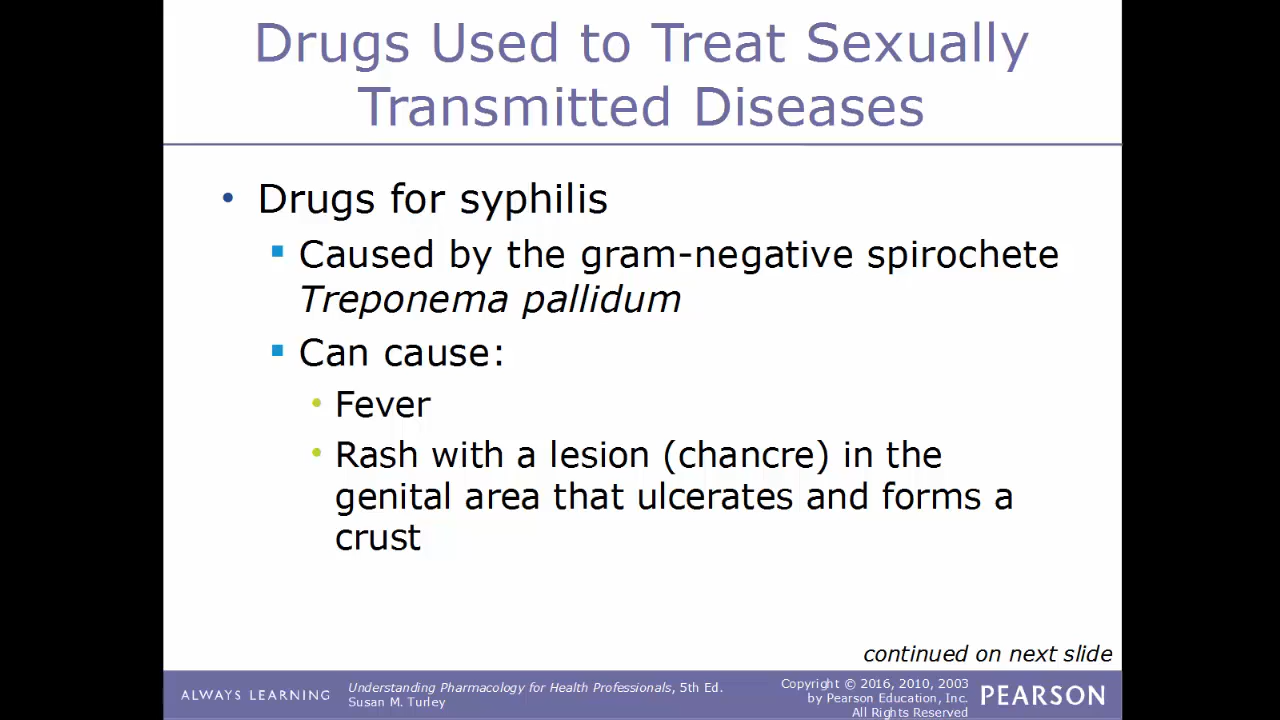 Drugs Used to Treat Sexually
Transmitted Diseases
• Drugs for syphilis
▪ Caused by the gram-negative spirochete
Treponema pallidum
▪ Can cause:
• Fever
• Rash with a lesion (chancre) in the
genital area that ulcerates and forms a
crust
continued on next slide
ALWAYS LEARNING
Understanding Pharmacology for Health Professionals, 5th Ed.
Susan M. Turley
Copyright © 2016, 2010, 2003
by Pearson Education, Inc.
All Rights Reserved
PEARSON